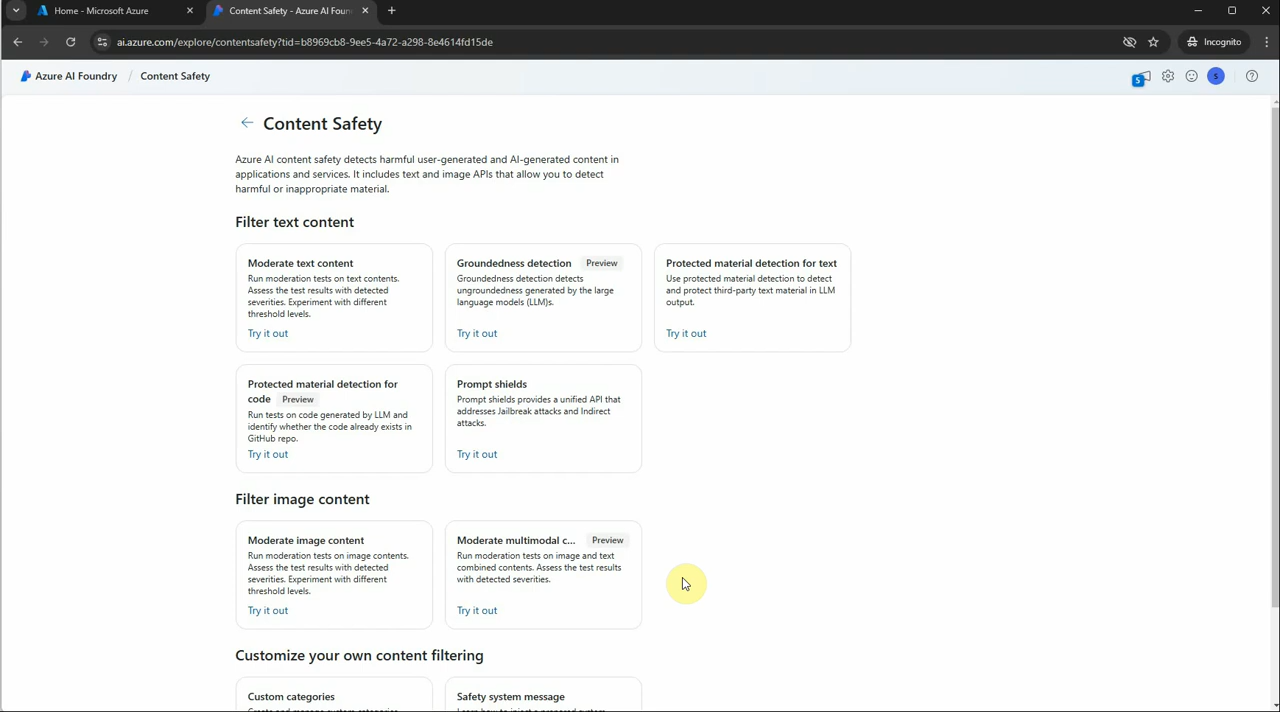 Home - Microsoft Azure
Content Safety - Azure AI Foun
ai.azure.com/explore/contentsafety?tid=b8969cb8-9ee5-4a72-a298-8e4614fd15de
Incognito
Azure AI Foundry / Content Safety
5
s
Content Safety
Azure AI content safety detects harmful user-generated and AI-generated content in
applications and services. It includes text and image APIs that allow you to detect
harmful or inappropriate material.
Filter text content
Moderate text content
Run moderation tests on text contents.
Assess the test results with detected
severities. Experiment with different
threshold levels.
Try it out
Groundedness detection Preview
Groundedness detection detects
ungroundedness generated by the large
language models (LLM)s.
Try it out
Protected material detection for text
Use protected material detection to detect
and protect third-party text material in LLM
output.
Try it out
Protected material detection for
code Preview
Run tests on code generated by LLM and
identify whether the code already exists in
GitHub repo.
Try it out
Prompt shields
Prompt shields provides a unified API that
addresses Jailbreak attacks and Indirect
attacks.
Try it out
Filter image content
Moderate image content
Run moderation tests on image contents.
Assess the test results with detected
severities. Experiment with different
threshold levels.
Try it out
Moderate multimodal c... Preview
Run moderation tests on image and text
combined contents. Assess the test results
with detected severities.
Try it out
Customize your own content filtering
Custom categories
Safety system message